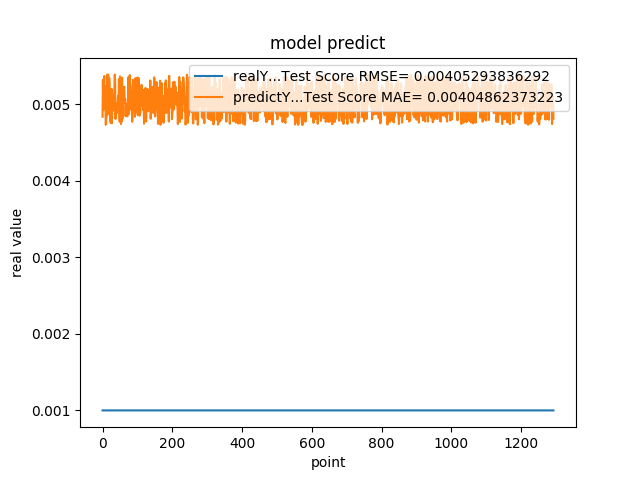 model predict
realY...Test Score RMSE= 0.00405293836292
predictY...Test Score MAE= 0.00404862373223
0.005
0.004
0.003
0.002
0.001
real value
0 200 400 600 800 1000 1200
point